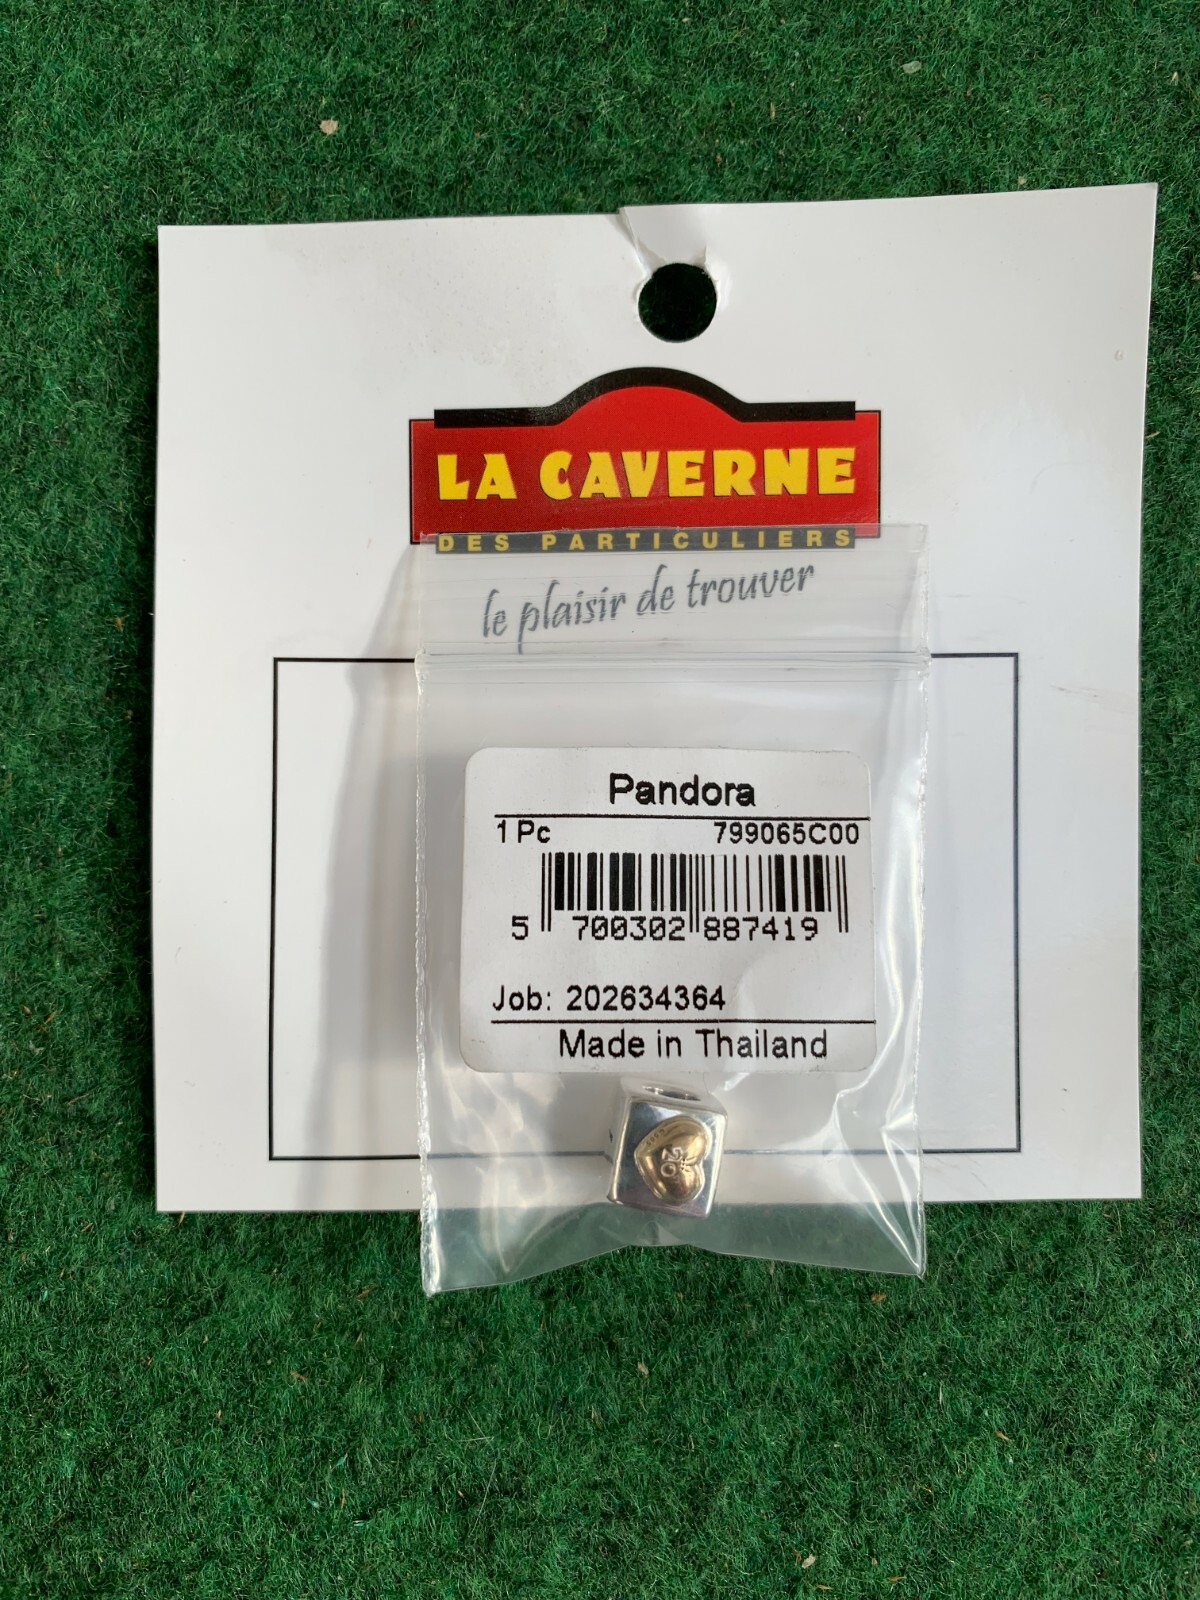 LA CAVERNE
DES PARTICULIERS
le plaisir de trouver
Pandora
1 Pc 799065C00
5 700302 887419
Job: 202634364
Made in Thailand
20